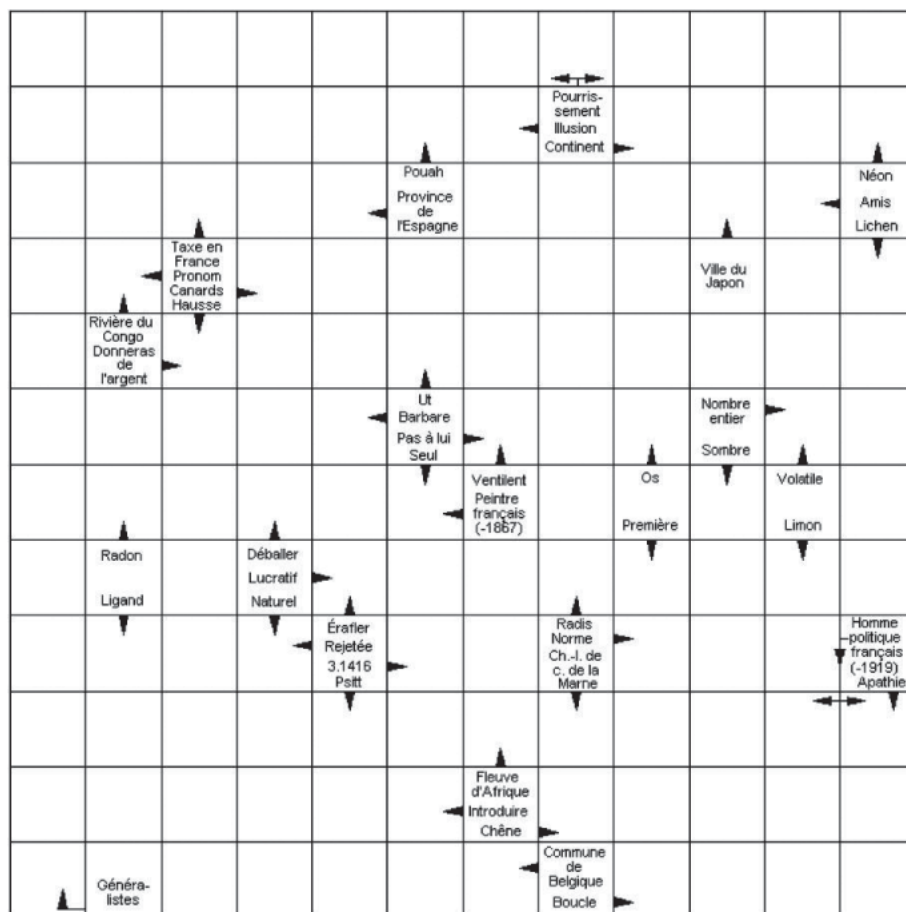 Pourris-
sement
Illusion
Continent
Pouah
Province
de
l'Espagne
Néon
Amis
Lichen
Taxe en
France
Pronom
Canards
Hausse
Ville du
Japon
Rivière du
Congo
Donneras
de
l'argent
Ut
Barbare
Pas à lui
Seul
Nombre
entier
Sombre
Ventilent
Peintre
français
(-1867)
Os
Première
Volatile
Limon
Radon
Ligand
Déballer
Lucratif
Naturel
Érafler
Rejetée
3.1416
Psitt
Radis
Norme
Ch.-l. de
c. de la
Marne
Homme
politique
français
(-1919)
Apathie
Fleuve
d'Afrique
Introduire
Chêne
Généra-
listes
Commune
de
Belgique
Boucle